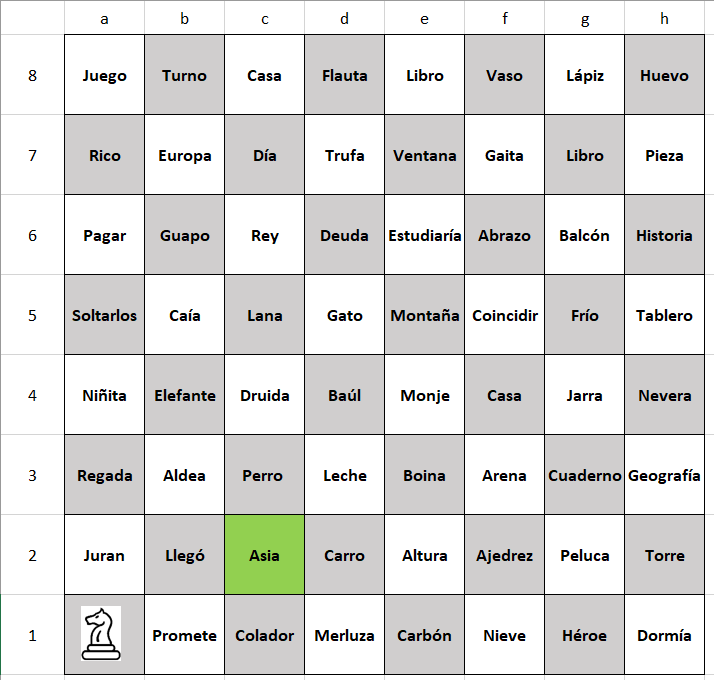 a b c d e f g h
8 Juego Turno Casa Flauta Libro Vaso Lápiz Huevo
7 Rico Europa Día Trufa Ventana Gaita Libro Pieza
6 Pagar Guapo Rey Deuda Estudiaría Abrazo Balcón Historia
5 Soltarlos Caía Lana Gato Montaña Coincidir Frío Tablero
4 Niñita Elefante Druida Baúl Monje Casa Jarra Nevera
3 Regada Aldea Perro Leche Boina Arena Cuaderno Geografía
2 Juran Llegó Asia Carro Altura Ajedrez Peluca Torre
1 Promete Colador Merluza Carbón Nieve Héroe Dormía